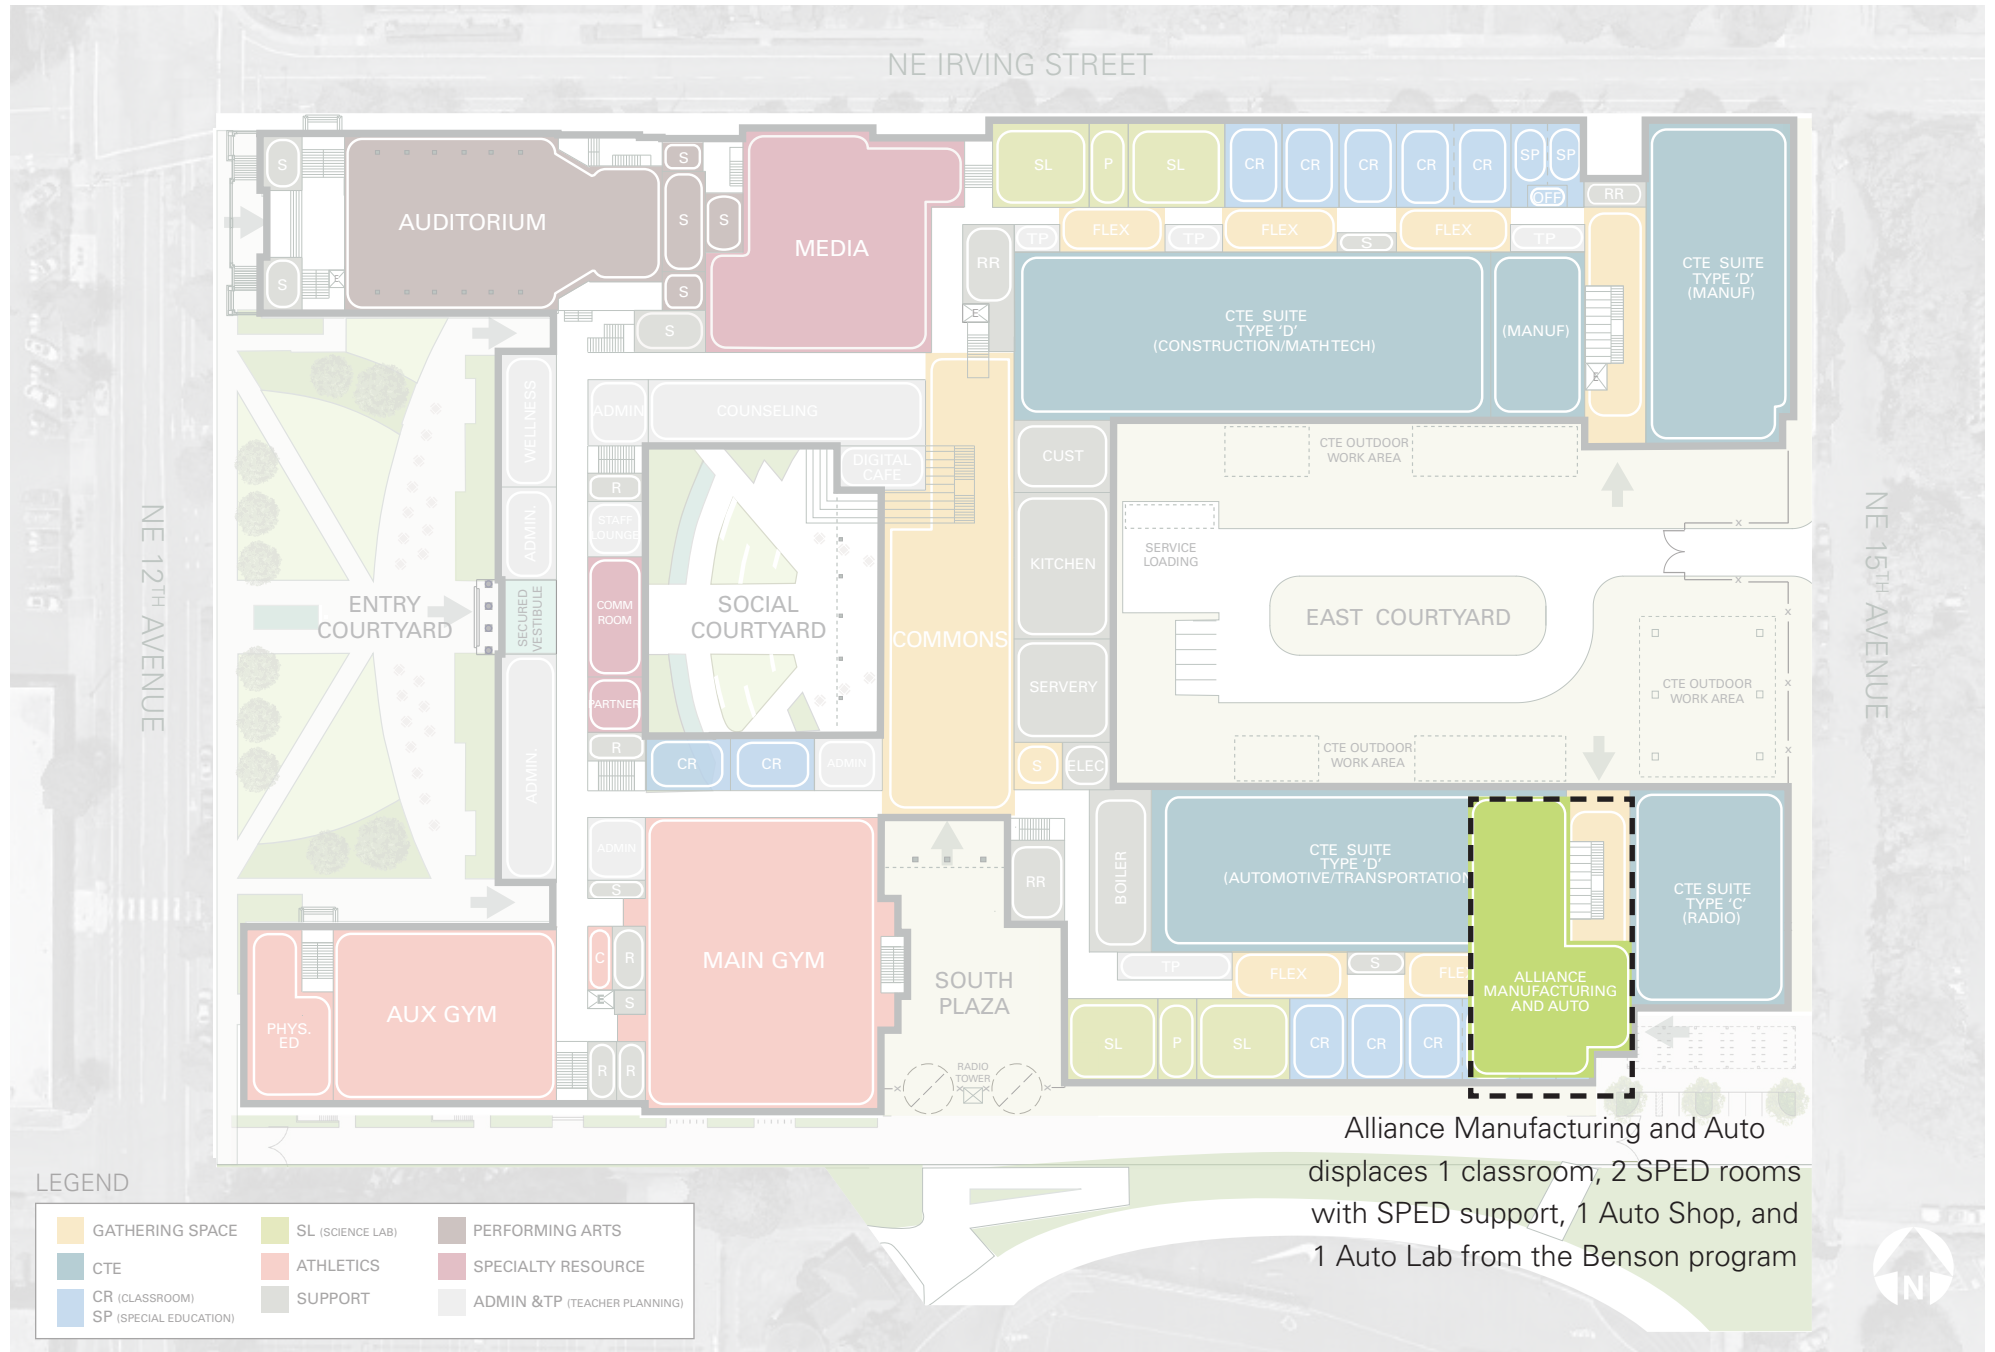 NE IRVING STREET
S
AUDITORIUM
S
S
S
S
S
S
MEDIA
SL
P
SL
CR
CR
CR
CR
CR
SP
SP
OFF
RR
TP
FLEX
TP
FLEX
S
FLEX
TP
RR
E
CTE SUITE
TYPE 'D'
(CONSTRUCTION/MATH TECH)
(MANUF)
E
CTE SUITE
TYPE 'D'
(MANUF)
E
WELLNESS
ADMIN
COUNSELING
DIGITAL
CAFE
R
STAFF
LOUNGE
ADMIN.
CUST
CTE OUTDOOR
WORK AREA
NE 12TH AVENUE
ENTRY
COURTYARD
SECURED
VESTIBULE
COMM
ROOM
SOCIAL
COURTYARD
COMMONS
KITCHEN
SERVICE
LOADING
EAST COURTYARD
NE 15TH AVENUE
SERVERY
CTE OUTDOOR
WORK AREA
PARTNER
R
CR
CR
ADMIN
ADMIN.
S
ELEC
CTE OUTDOOR
WORK AREA
ADMIN
S
RR
BOILER
CTE SUITE
TYPE 'D'
(AUTOMOTIVE/TRANSPORTATION
CTE SUITE
TYPE 'C'
(RADIO)
C
R
E
S
MAIN GYM
SOUTH
PLAZA
TP
FLEX
S
FLE
ALLIANCE
MANUFACTURING
AND AUTO
PHYS.
ED
AUX GYM
R
R
RADIO
TOWER
SL
P
SL
CR
CR
CR
Alliance Manufacturing and Auto
displaces 1 classroom, 2 SPED rooms
with SPED support, 1 Auto Shop, and
1 Auto Lab from the Benson program
LEGEND
GATHERING SPACE
SL (SCIENCE LAB)
PERFORMING ARTS
CTE
ATHLETICS
SPECIALTY RESOURCE
CR (CLASSROOM)
SP (SPECIAL EDUCATION)
SUPPORT
ADMIN &TP (TEACHER PLANNING)
N